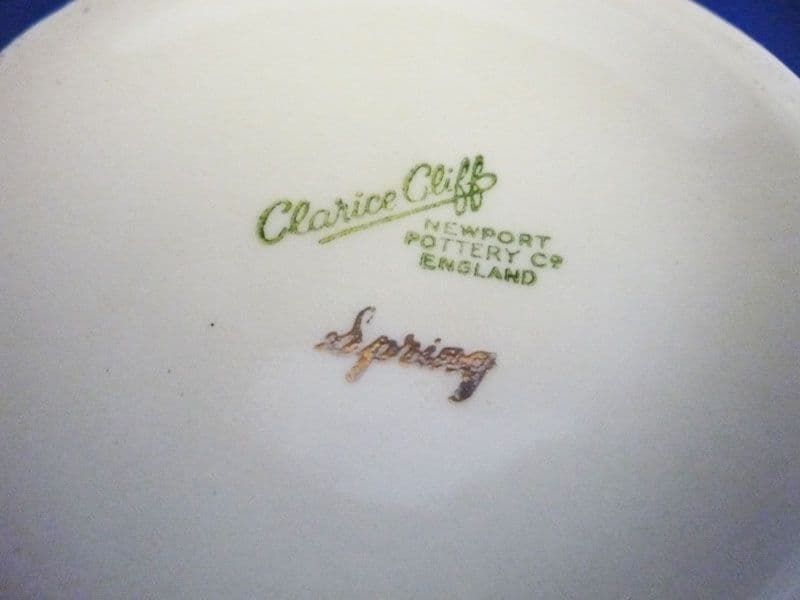 Clarice Cliff
NEWPORT
POTTERY Cº
ENGLAND
Spring